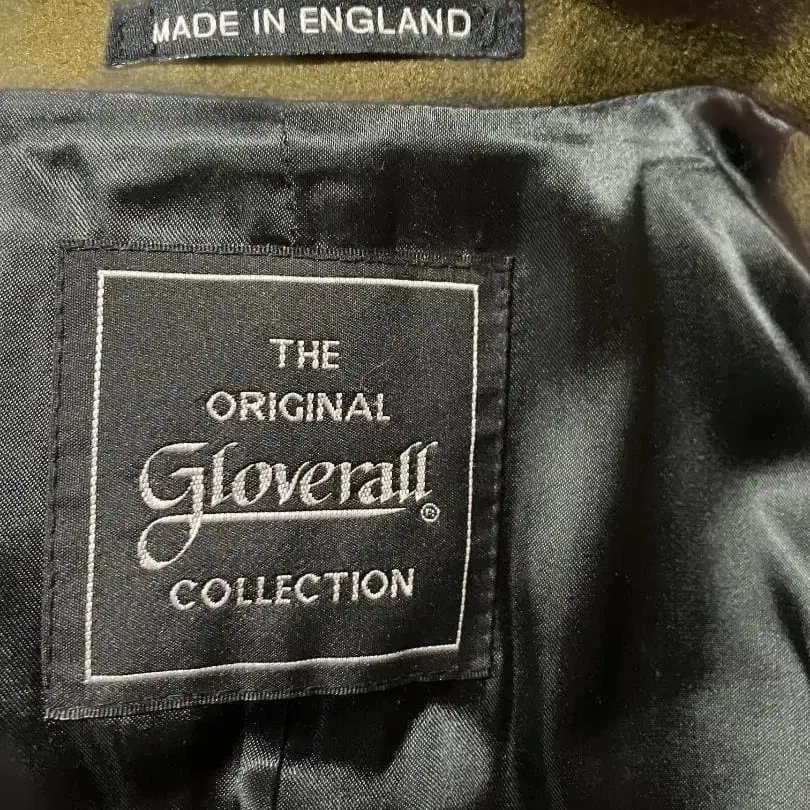 MADE IN ENGLAND
THE
ORIGINAL
Gloverall®
COLLECTION